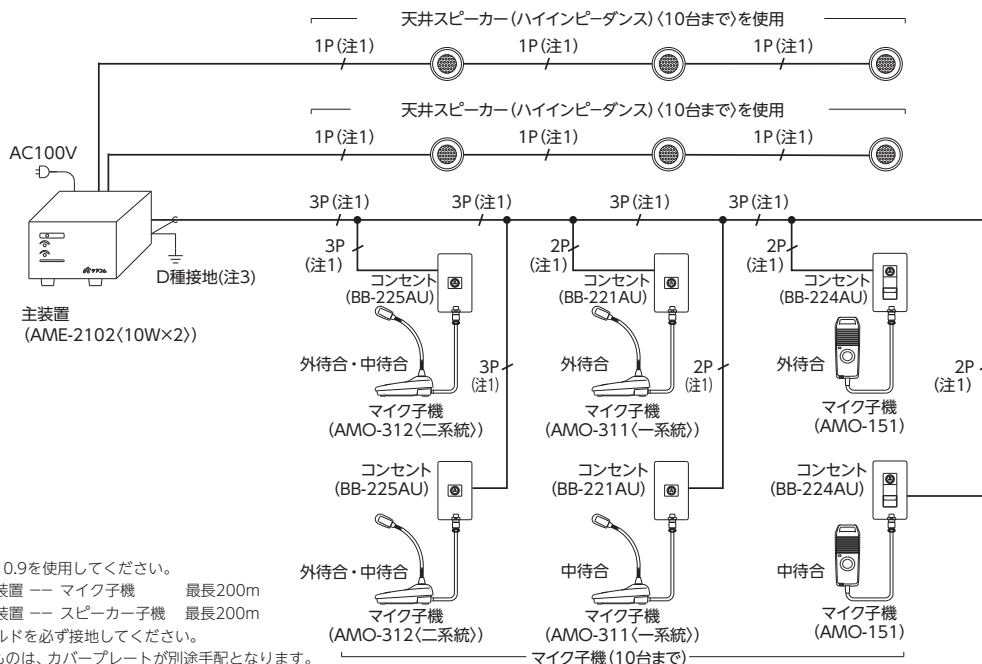 天井スピーカー(ハイインピーダンス)〈10台まで〉を使用
1P(注1) 1P(注1) 1P(注1)
天井スピーカー(ハイインピーダンス)〈10台まで〉を使用
1P(注1) 1P(注1) 1P(注1)
AC100V
3P(注1) 3P(注1) 3P(注1) 3P(注1)
D種接地(注3)
ケアコム
主装置
(AME-2102〈10W×2〉)
3P
(注1)
コンセント
(BB-225AU)
外待合・中待合
3P
(注1)
マイク子機
(AMO-312〈二系統〉)
2P
(注1)
コンセント
(BB-221AU)
外待合
2P
(注1)
マイク子機
(AMO-311〈一系統〉)
2P
(注1)
コンセント
(BB-224AU)
外待合
2P
(注1)
マイク子機
(AMO-151)
コンセント
(BB-225AU)
外待合・中待合
マイク子機
(AMO-312〈二系統〉)
コンセント
(BB-221AU)
中待合
マイク子機
(AMO-311〈一系統〉)
コンセント
(BB-224AU)
中待合
マイク子機
(AMO-151)
マイク子機(10台まで)
0.9を使用してください。
装置 −− マイク子機 最長200m
装置 −− スピーカー子機 最長200m
ルドを必ず接地してください。
ものは、カバープレートが別途手配となります。